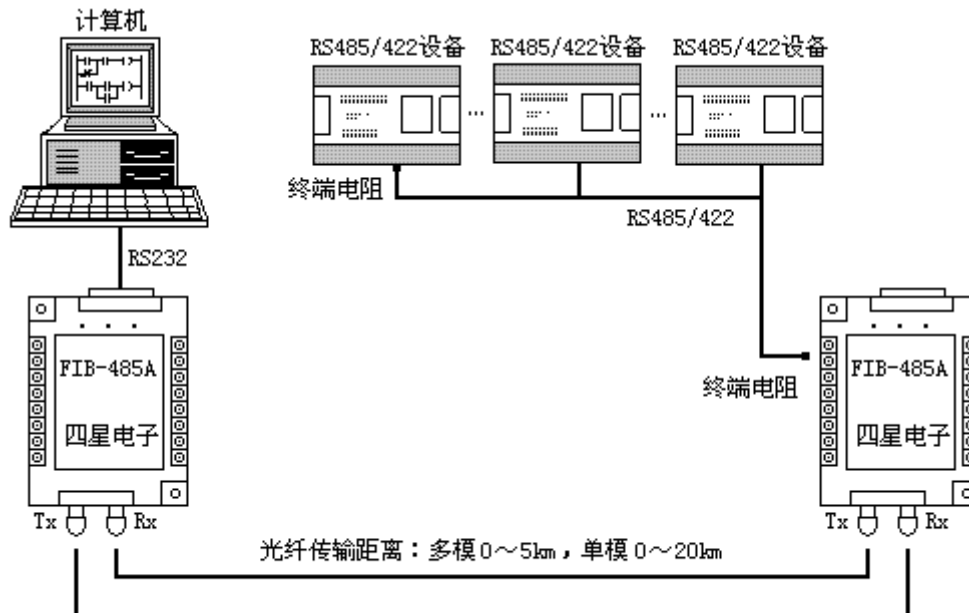 计算机
RS485/422设备 RS485/422设备 RS485/422设备
... ...
终端电阻
RS485/422
RS232
FIB-485A
四星电子
Tx Rx
终端电阻
FIB-485A
四星电子
Tx Rx
光纤传输距离：多模0～5km，单模0～20km